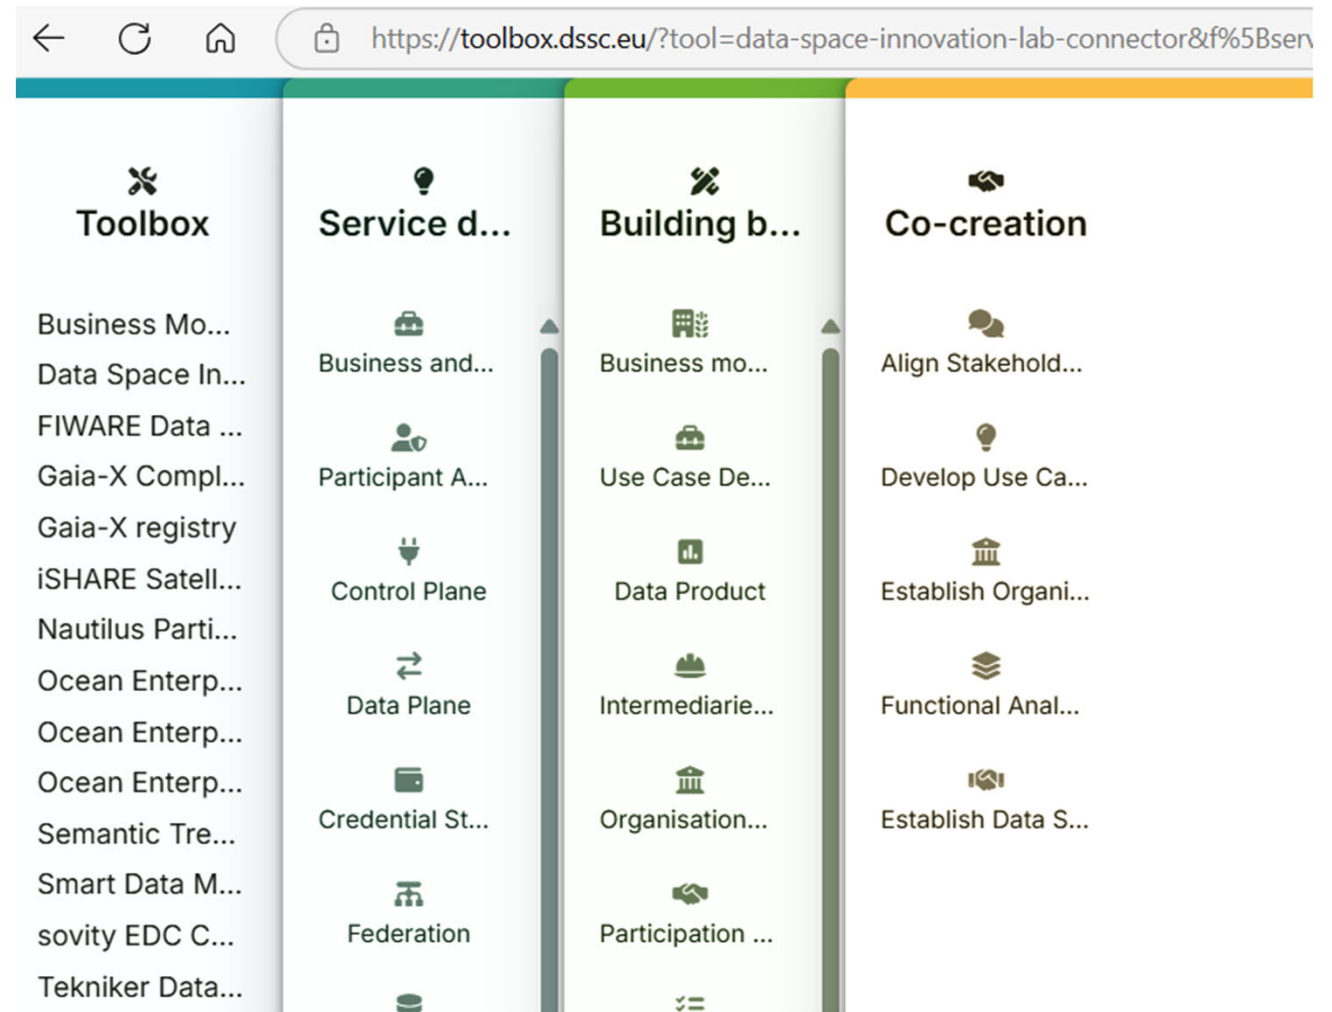 https://toolbox.dssc.eu/?tool=data-space-innovation-lab-connector&f%5Bserv
Toolbox
Business Mo...
Data Space In...
FIWARE Data ...
Gaia-X Compl...
Gaia-X registry
iSHARE Satell...
Nautilus Parti...
Ocean Enterp...
Ocean Enterp...
Ocean Enterp...
Semantic Tre...
Smart Data M...
sovity EDC C...
Tekniker Data...
Service d...
Business and...
Participant A...
Control Plane
Data Plane
Credential St...
Federation
Building b...
Business mo...
Use Case De...
Data Product
Intermediarie...
Organisation...
Participation ...
Co-creation
Align Stakehold...
Develop Use Ca...
Establish Organi...
Functional Anal...
Establish Data S...